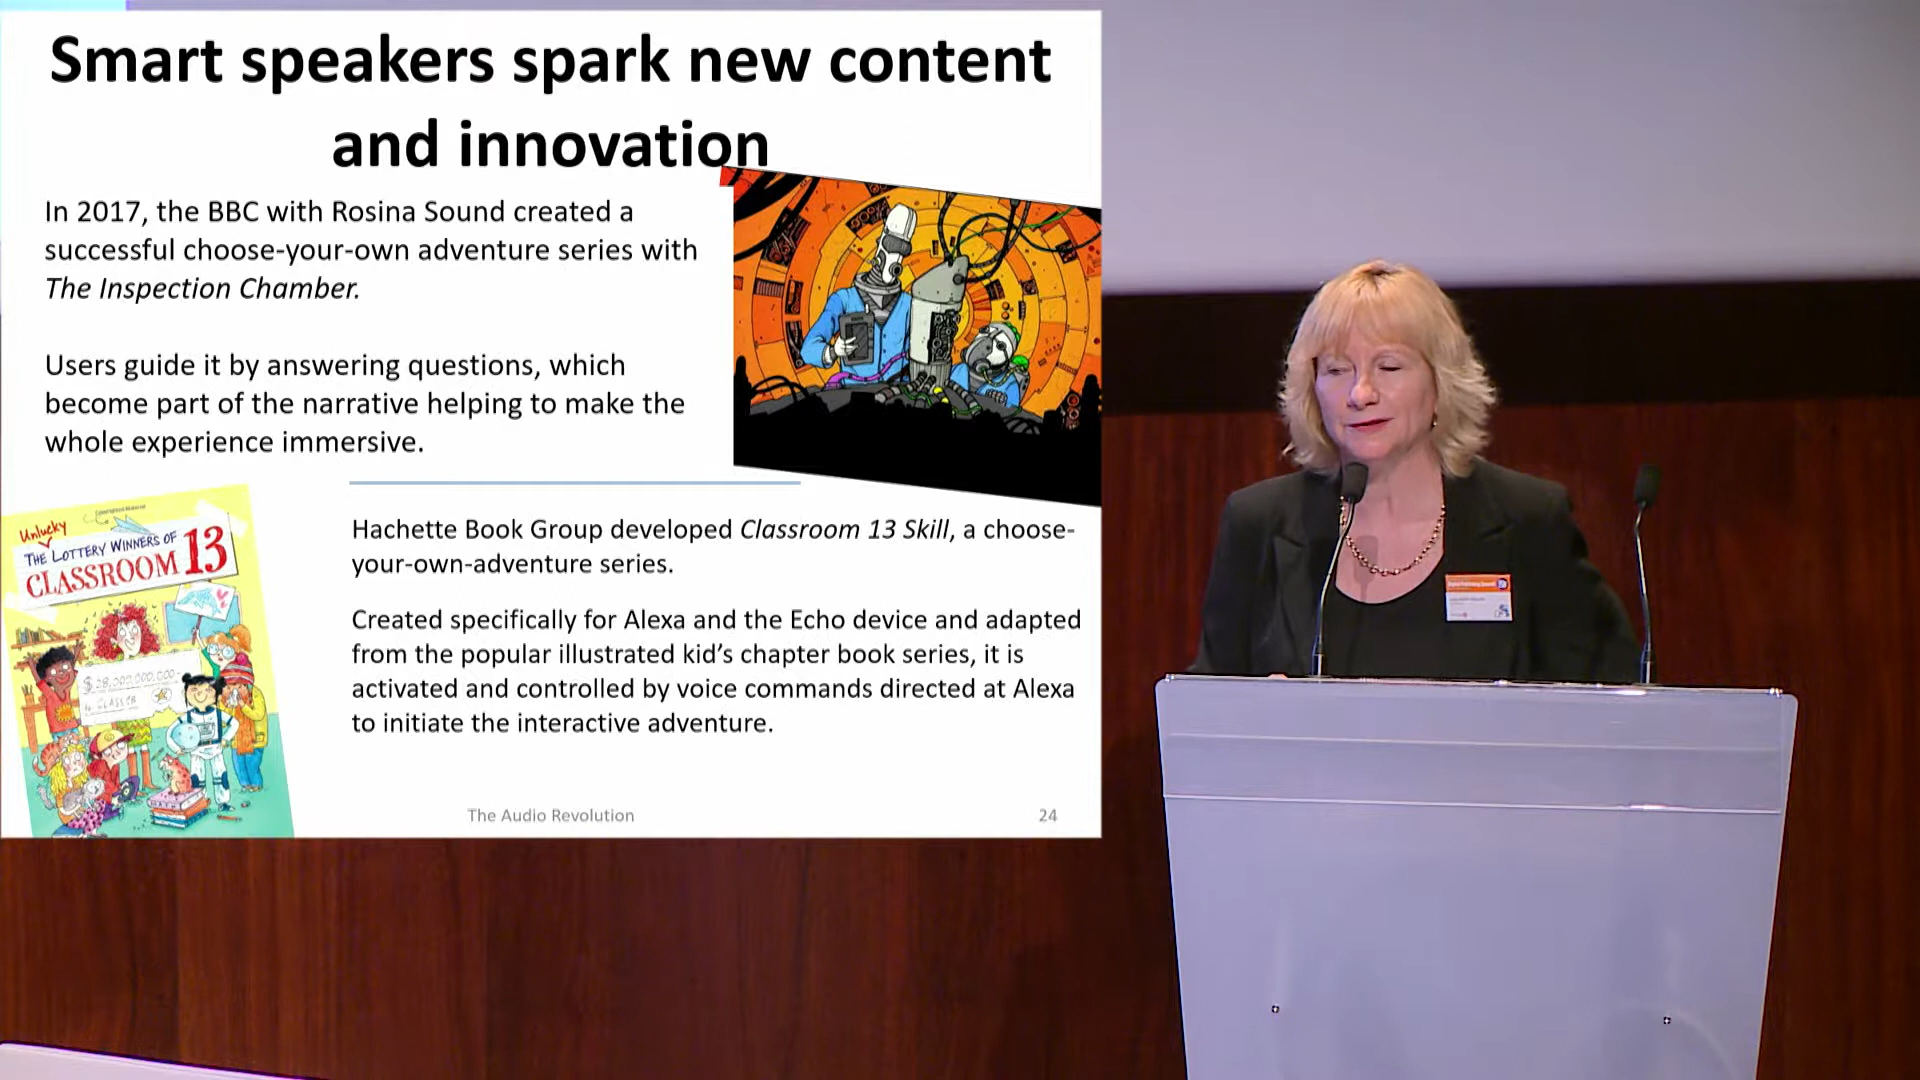 Smart speakers spark new content
and innovation
In 2017, the BBC with Rosina Sound created a
successful choose-your-own adventure series with
The Inspection Chamber.
Users guide it by answering questions, which
become part of the narrative helping to make the
whole experience immersive.
Unlucky
THE LOTTERY WINNERS OF
CLASSROOM 13
Hachette Book Group developed Classroom 13 Skill, a choose-
your-own-adventure series.
Created specifically for Alexa and the Echo device and adapted
from the popular illustrated kid's chapter book series, it is
activated and controlled by voice commands directed at Alexa
to initiate the interactive adventure.
The Audio Revolution
24